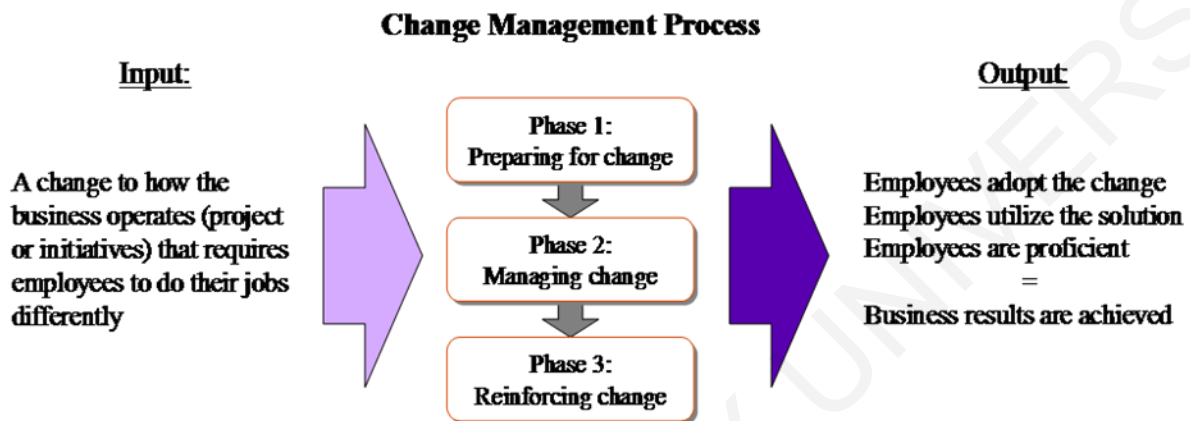 Change Management Process
Input:
A change to how the
business operates (project
or initiatives) that requires
employees to do their jobs
differently
Phase 1:
Preparing for change
Phase 2:
Managing change
Phase 3:
Reinforcing change
Output:
Employees adopt the change
Employees utilize the solution
Employees are proficient
=
Business results are achieved